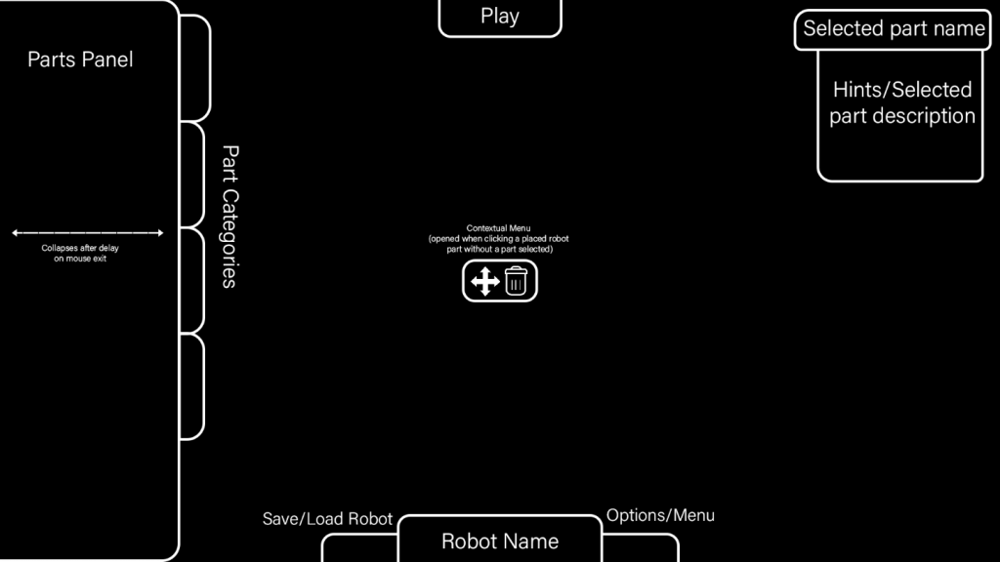 Parts Panel
Collapses after delay
on mouse exit
Part Categories
Play
Selected part name
Hints/Selected
part description
Contextual Menu
(opened when clicking a placed robot
part without a part selected)
Save/Load Robot
Robot Name
Options/Menu